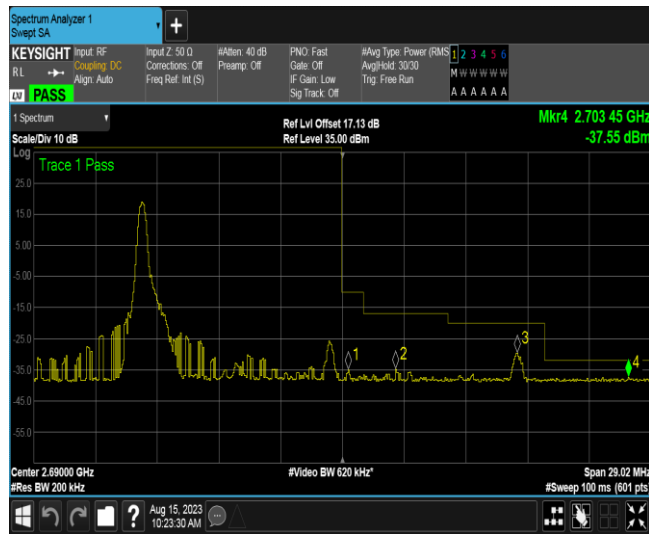 Spectrum Analyzer 1
Swept SA
+
KEYSIGHT
RL
LXI PASS
Input: RF
Coupling: DC
Align: Auto
Input Z: 50 Ω
Corrections: Off
Freq Ref: Int (S)
#Atten: 40 dB
Preamp: Off
PNO: Fast
Gate: Off
IF Gain: Low
Sig Track: Off
#Avg Type: Power (RMS
Avg|Hold: 30/30
Trig: Free Run
1 2 3 4 5 6
M W W W W W
A A A A A A
1 Spectrum
Scale/Div 10 dB
Ref Lvl Offset 17.13 dB
Ref Level 35.00 dBm
Mkr4 2.703 45 GHz
-37.55 dBm
Log
Trace 1 Pass
25.0
15.0
5.00
-5.00
-15.0
-25.0
-35.0
-45.0
-55.0
1
2
3
4
Center 2.69000 GHz
#Res BW 200 kHz
#Video BW 620 kHz*
Span 29.02 MHz
#Sweep 100 ms (601 pts
?
Aug 15, 2023
10:23:30 AM